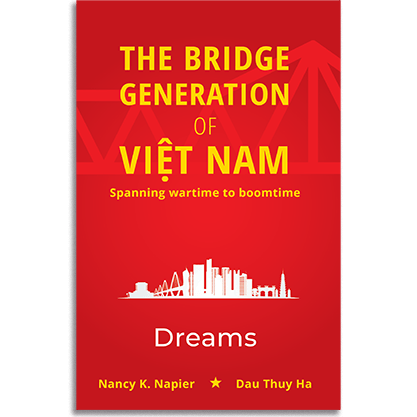 THE BRIDGE
GENERATION
OF
VIỆT NAM
Spanning wartime to boomtime
Dreams
Nancy K. Napier ★ Dau Thuy Ha